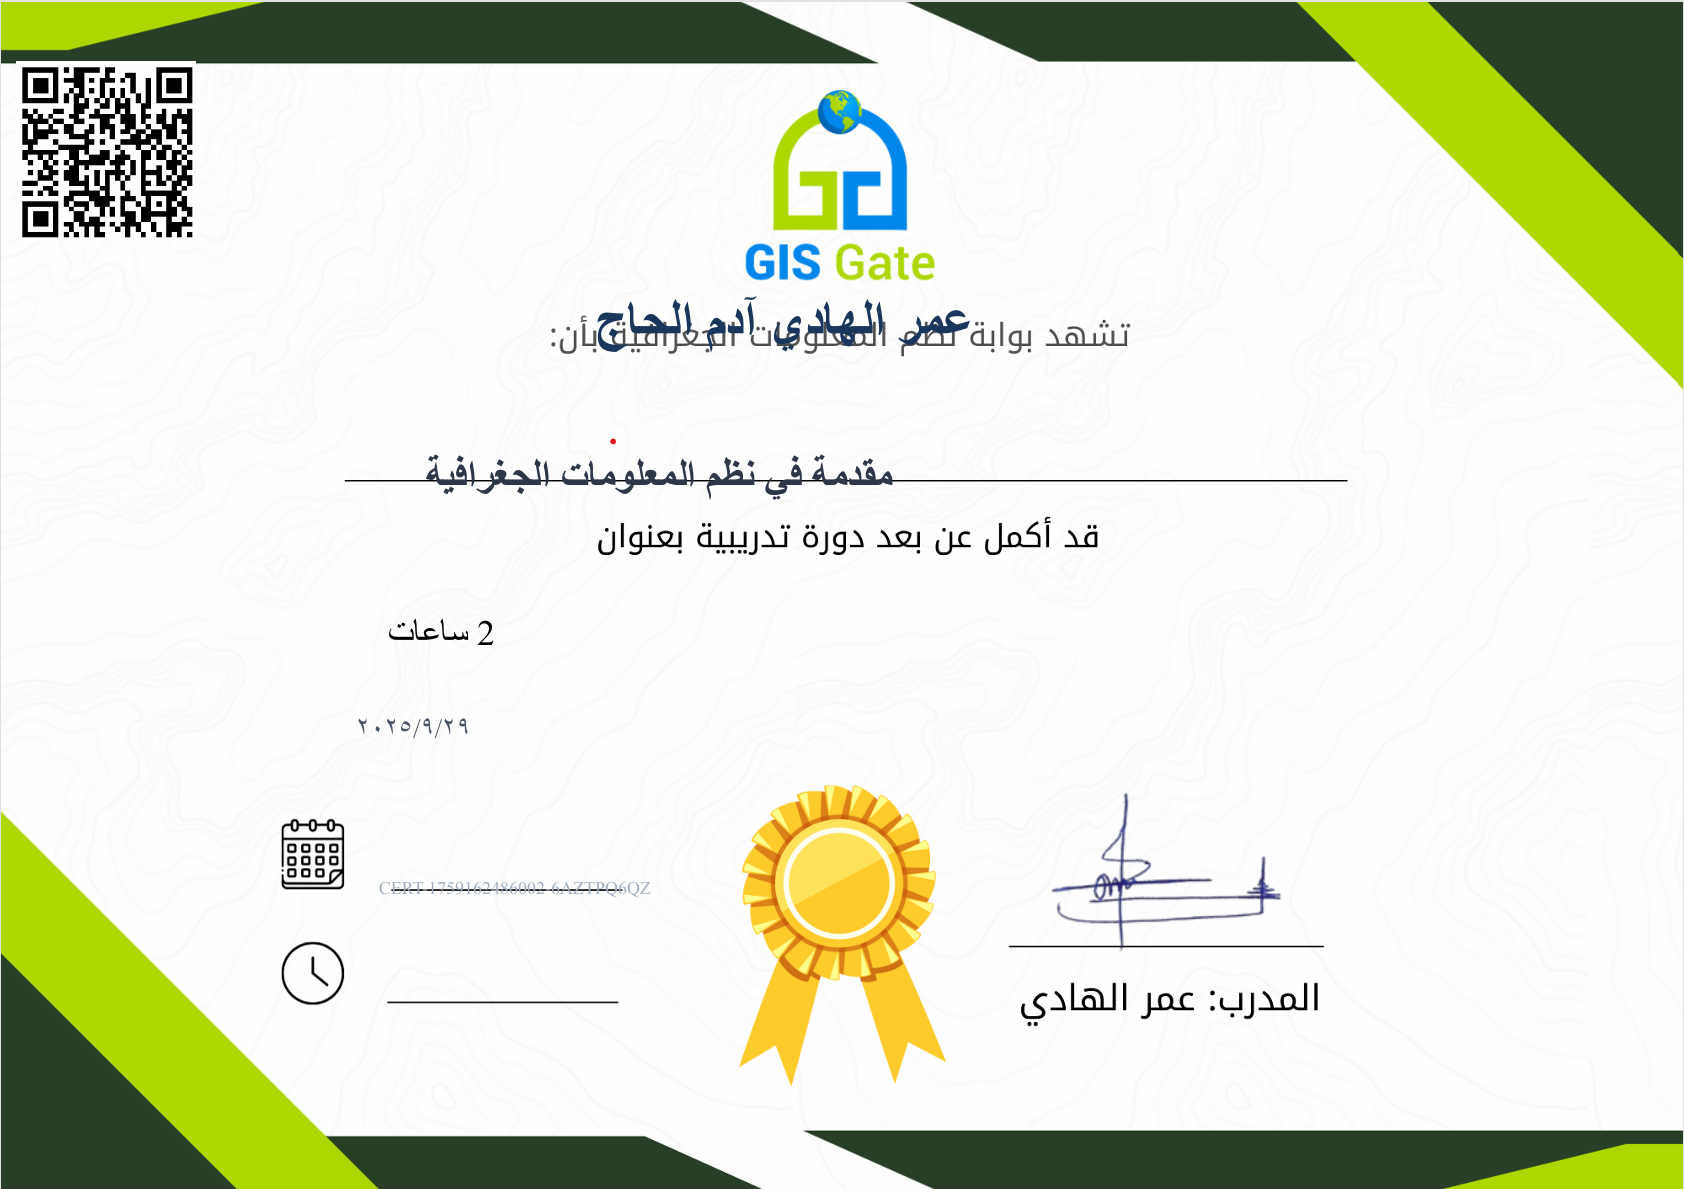 GIS Gate
عمر الهادي آدم الحاج
تشهد بوابة نظم المعلومات الجغرافية بأن:
مقدمة في نظم المعلومات الجغرافية
قد أكمل عن بعد دورة تدريبية بعنوان
2 ساعات
٢٠٢٥/٩/٢٩
CERT-1759162486002-6AZTPQ6QZ
المدرب: عمر الهادي